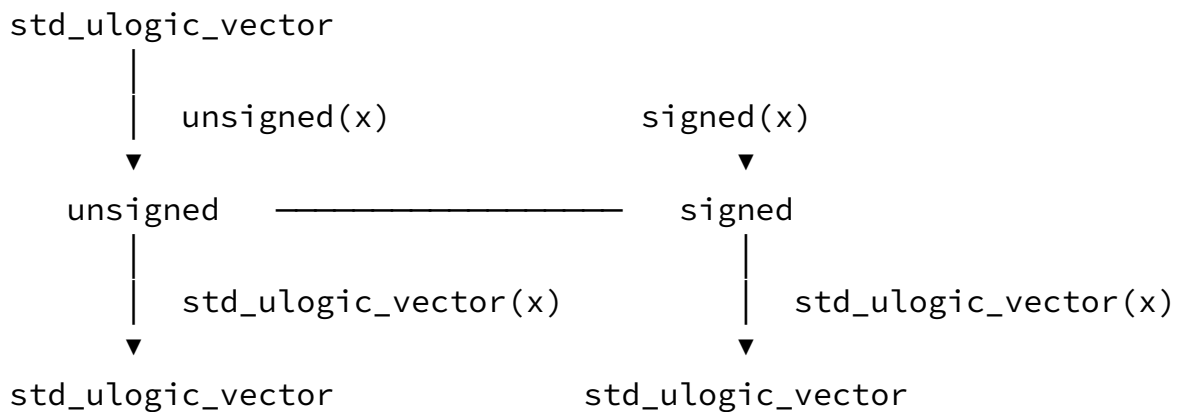 std_ulogic_vector
unsigned(x) signed(x)
unsigned signed
std_ulogic_vector(x) std_ulogic_vector(x)
std_ulogic_vector std_ulogic_vector